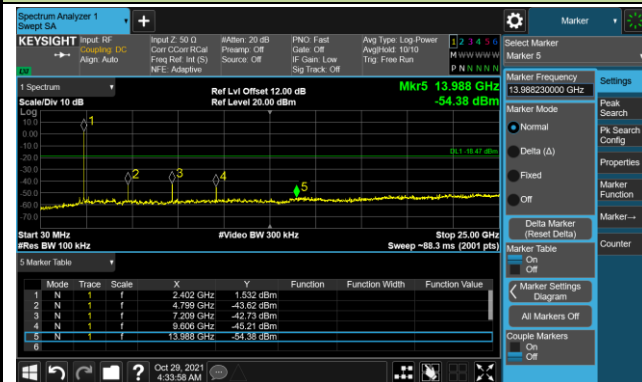 Spectrum Analyzer 1
Swept SA
+
Marker
KEYSIGHT
Input: RF
Coupling: DC
Align: Auto
Input Z: 50 Ω
Corr CCorr RCal
Freq Ref: Int (S)
NFE: Adaptive
#Atten: 20 dB
Preamp: Off
Source: Off
PNO: Fast
Gate: Off
IF Gain: Low
Sig Track: Off
Avg Type: Log-Power
Avg|Hold: 10/10
Trig: Free Run
1 2 3 4 5 6
M W W W W W
P N N N N N
Select Marker
Marker 5
1 Spectrum
Scale/Div 10 dB
Ref Lvl Offset 12.00 dB
Ref Level 20.00 dBm
Mkr5 13.988 GHz
-54.38 dBm
Log
10.0
0.00
-10.0
-20.0
-30.0
-40.0
-50.0
-60.0
-70.0
1
2
3
4
5
DL1 -18.47 dBm
Start 30 MHz
#Video BW 300 kHz
Stop 25.00 GHz
#Res BW 100 kHz
Sweep ~88.3 ms (2001 pts)
5 Marker Table
Mode Trace Scale X Y Function Function Width Function Value
1 N 1 f 2.402 GHz 1.532 dBm
2 N 1 f 4.799 GHz -43.62 dBm
3 N 1 f 7.209 GHz -42.73 dBm
4 N 1 f 9.606 GHz -45.21 dBm
5 N 1 f 13.988 GHz -54.38 dBm
6
Marker Frequency
13.988230000 GHz
Marker Mode
Normal
Delta (Δ)
Fixed
Off
Delta Marker
(Reset Delta)
Marker Table
On
Off
Marker Settings
Diagram
All Markers Off
Couple Markers
On
Off
Settings
Peak
Search
Pk Search
Config
Properties
Marker
Function
Marker→
Counter
?
Oct 29, 2021
4:33:58 AM